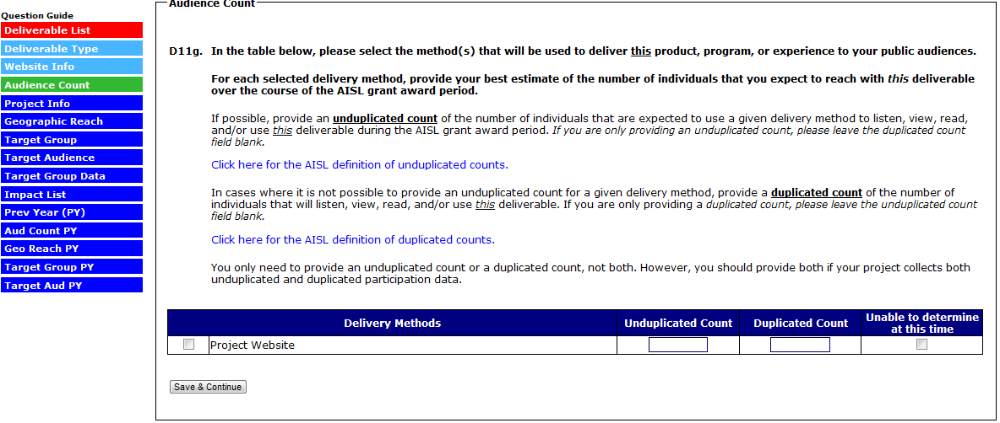 Audience Count
Question Guide
Deliverable List
Deliverable Type
Website Info
Audience Count
Project Info
Geographic Reach
Target Group
Target Audience
Target Group Data
Impact List
Prev Year (PY)
Aud Count PY
Geo Reach PY
Target Group PY
Target Aud PY
D11g. In the table below, please select the method(s) that will be used to deliver this product, program, or experience to your public audiences.
For each selected delivery method, provide your best estimate of the number of individuals that you expect to reach with this deliverable
over the course of the AISL grant award period.
If possible, provide an unduplicated count of the number of individuals that are expected to use a given delivery method to listen, view, read,
and/or use this deliverable during the AISL grant award period. If you are only providing an unduplicated count, please leave the duplicated count
field blank.
Click here for the AISL definition of unduplicated counts.
In cases where it is not possible to provide an unduplicated count for a given delivery method, provide a duplicated count of the number of
individuals that will listen, view, read, and/or use this deliverable. If you are only providing a duplicated count, please leave the unduplicated count
field blank.
Click here for the AISL definition of duplicated counts.
You only need to provide an unduplicated count or a duplicated count, not both. However, you should provide both if your project collects both
unduplicated and duplicated participation data.
Delivery Methods
Unduplicated Count
Duplicated Count
Unable to determine
at this time
Project Website
Save & Continue